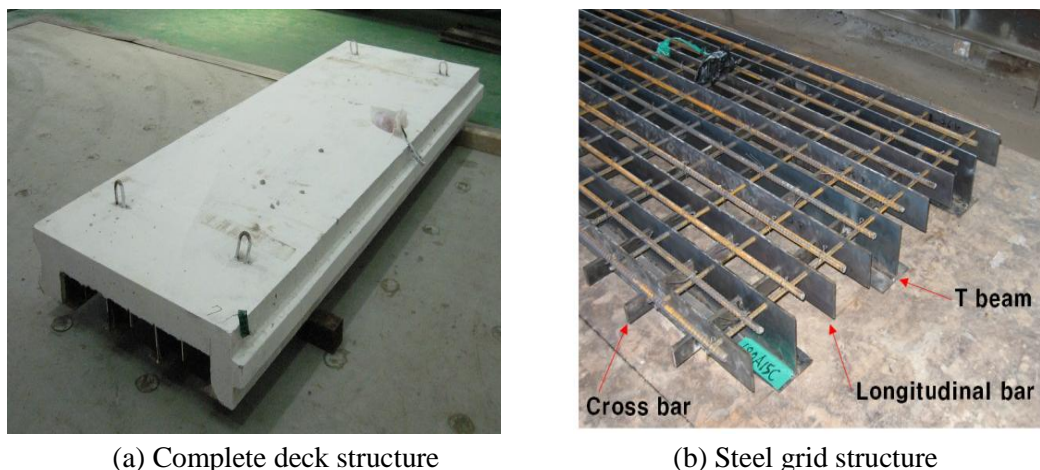 T beam
Longitudinal bar
Cross bar
(a) Complete deck structure
(b) Steel grid structure